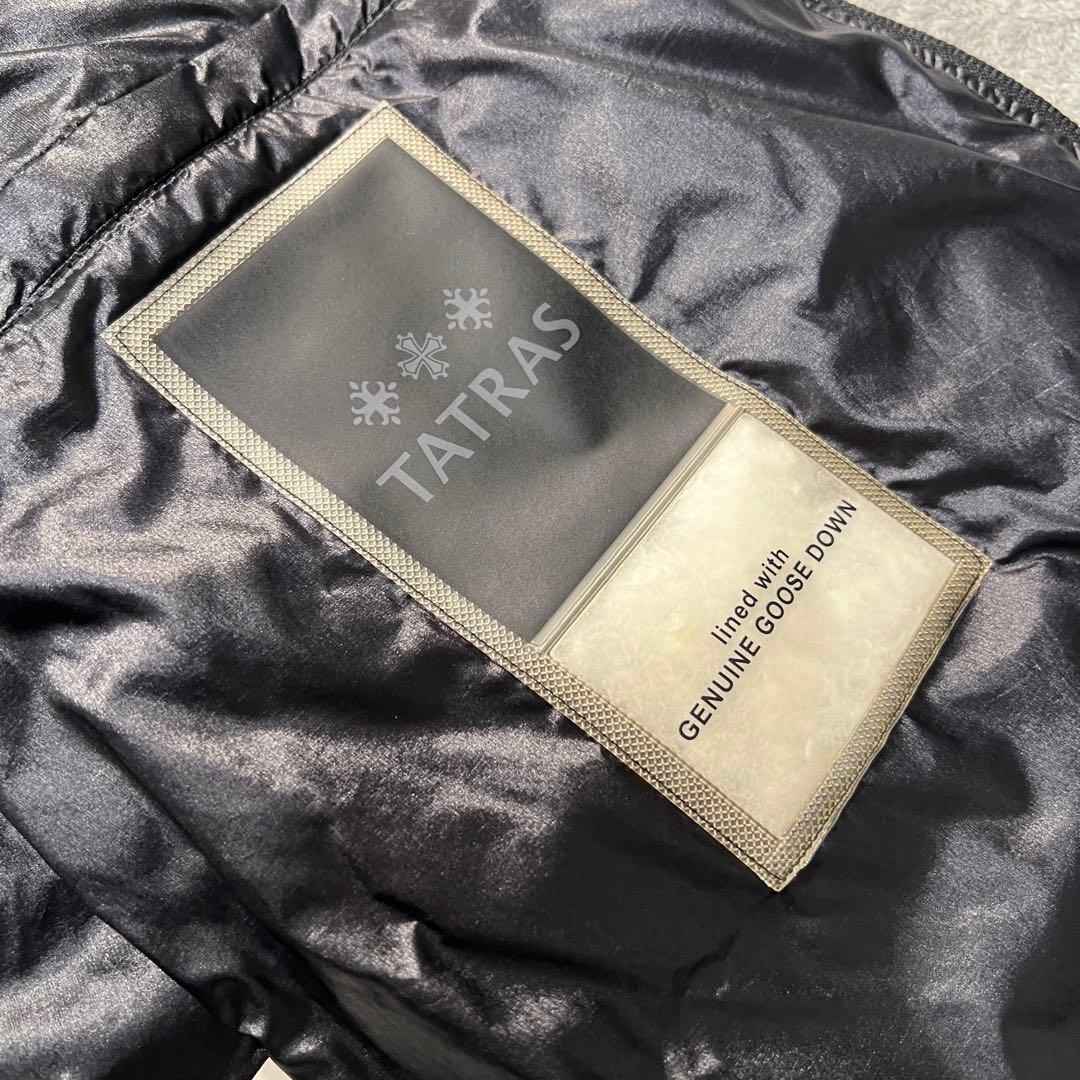 TATRAS
lined with
GENUINE GOOSE DOWN